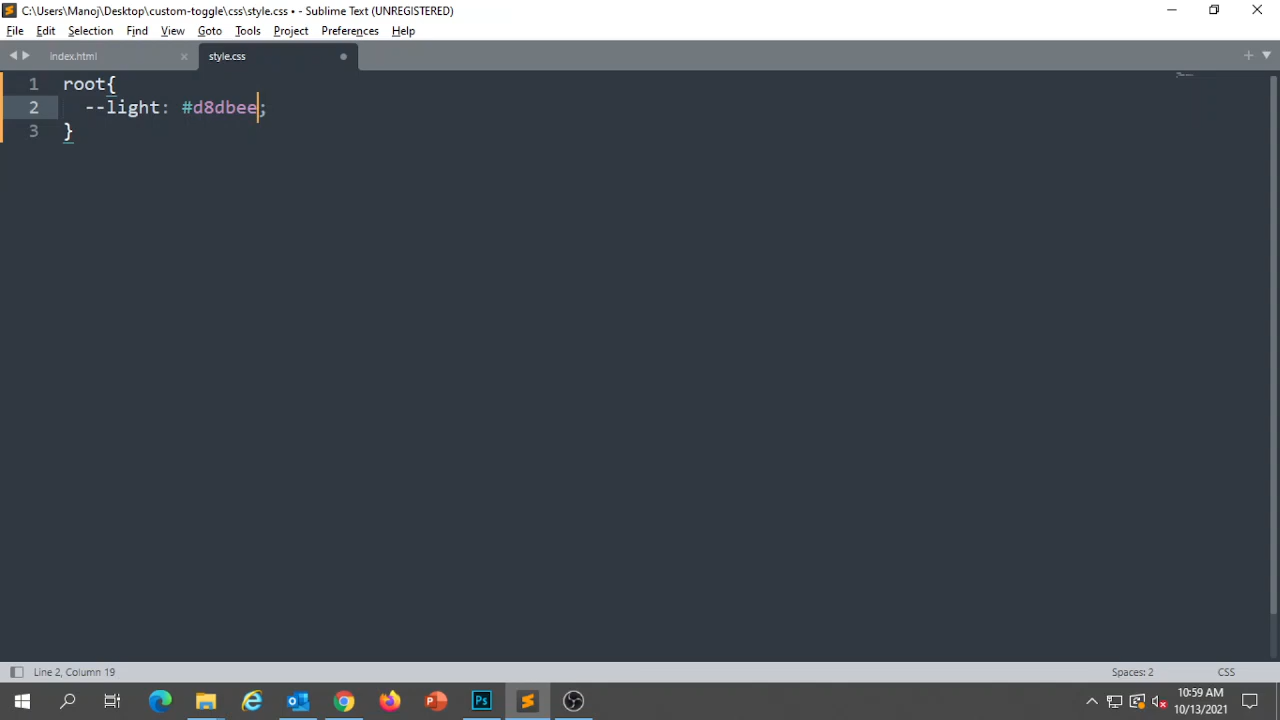 C:\Users\Manoj\Desktop\custom-toggle\css\style.css • - Sublime Text (UNREGISTERED)
File Edit Selection Find View Goto Tools Project Preferences Help
index.html style.css
1 root{
2 --light: #d8dbee;
3 }
Line 2, Column 19 Spaces: 2 CSS
10:59 AM
10/13/2021